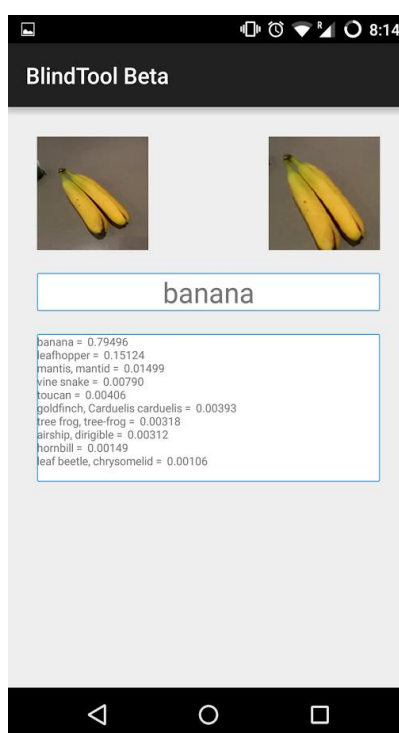 R
8:14
BlindTool Beta
banana
banana = 0.79496
leafhopper = 0.15124
mantis, mantid = 0.01499
vine snake = 0.00790
toucan = 0.00406
goldfinch, Carduelis carduelis = 0.00393
tree frog, tree-frog = 0.00318
airship, dirigible = 0.00312
hornbill = 0.00149
leaf beetle, chrysomelid = 0.00106